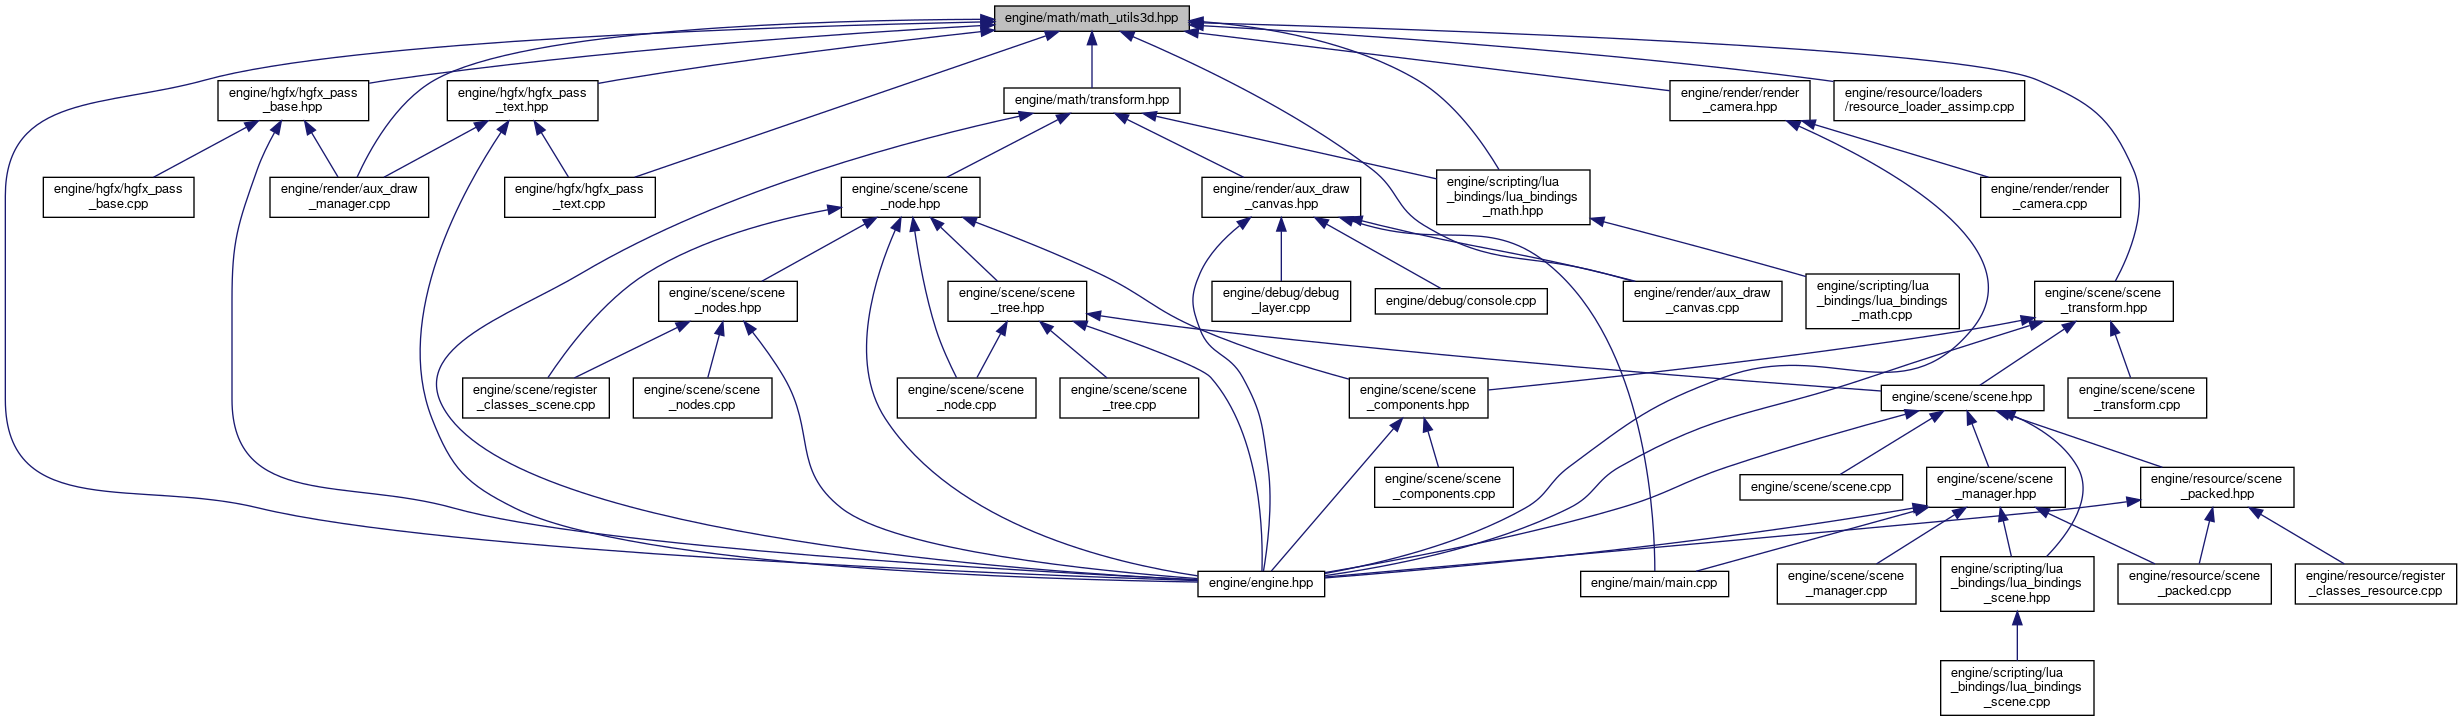 engine/math/math_utils3d.hpp
engine/hgfx/hgfx_pass
_base.hpp
engine/hgfx/hgfx_pass
_text.hpp
engine/math/transform.hpp
engine/render/render
_camera.hpp
engine/resource/loaders
/resource_loader_assimp.cpp
engine/hgfx/hgfx_pass
_base.cpp
engine/render/aux_draw
_manager.cpp
engine/hgfx/hgfx_pass
_text.cpp
engine/scene/scene
_node.hpp
engine/render/aux_draw
_canvas.hpp
engine/scripting/lua
_bindings/lua_bindings
_math.hpp
engine/render/render
_camera.cpp
engine/scene/scene
_nodes.hpp
engine/scene/scene
_tree.hpp
engine/debug/debug
_layer.cpp
engine/debug/console.cpp
engine/render/aux_draw
_canvas.cpp
engine/scripting/lua
_bindings/lua_bindings
_math.cpp
engine/scene/scene
_transform.hpp
engine/scene/register
_classes_scene.cpp
engine/scene/scene
_nodes.cpp
engine/scene/scene
_node.cpp
engine/scene/scene
_tree.cpp
engine/scene/scene
_components.hpp
engine/scene/scene.hpp
engine/scene/scene
_transform.cpp
engine/scene/scene
_components.cpp
engine/scene/scene.cpp
engine/scene/scene
_manager.hpp
engine/resource/scene
_packed.hpp
engine/engine.hpp
engine/main/main.cpp
engine/scene/scene
_manager.cpp
engine/scripting/lua
_bindings/lua_bindings
_scene.hpp
engine/resource/scene
_packed.cpp
engine/resource/register
_classes_resource.cpp
engine/scripting/lua
_bindings/lua_bindings
_scene.cpp